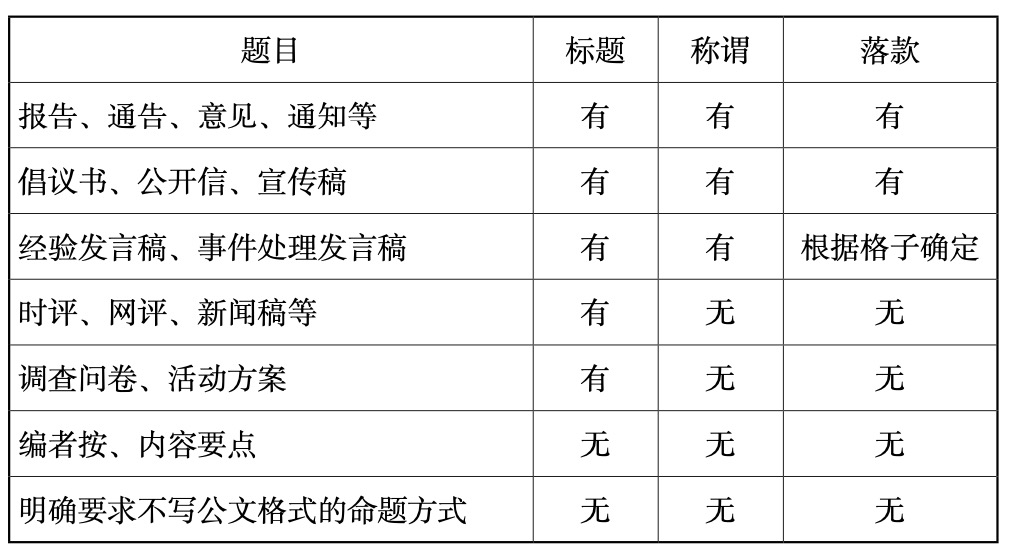 题目 标题 称谓 落款
报告、通告、意见、通知等 有 有 有
倡议书、公开信、宣传稿 有 有 有
经验发言稿、事件处理发言稿 有 有 根据格子确定
时评、网评、新闻稿等 有 无 无
调查问卷、活动方案 有 无 无
编者按、内容要点 无 无 无
明确要求不写公文格式的命题方式 无 无 无